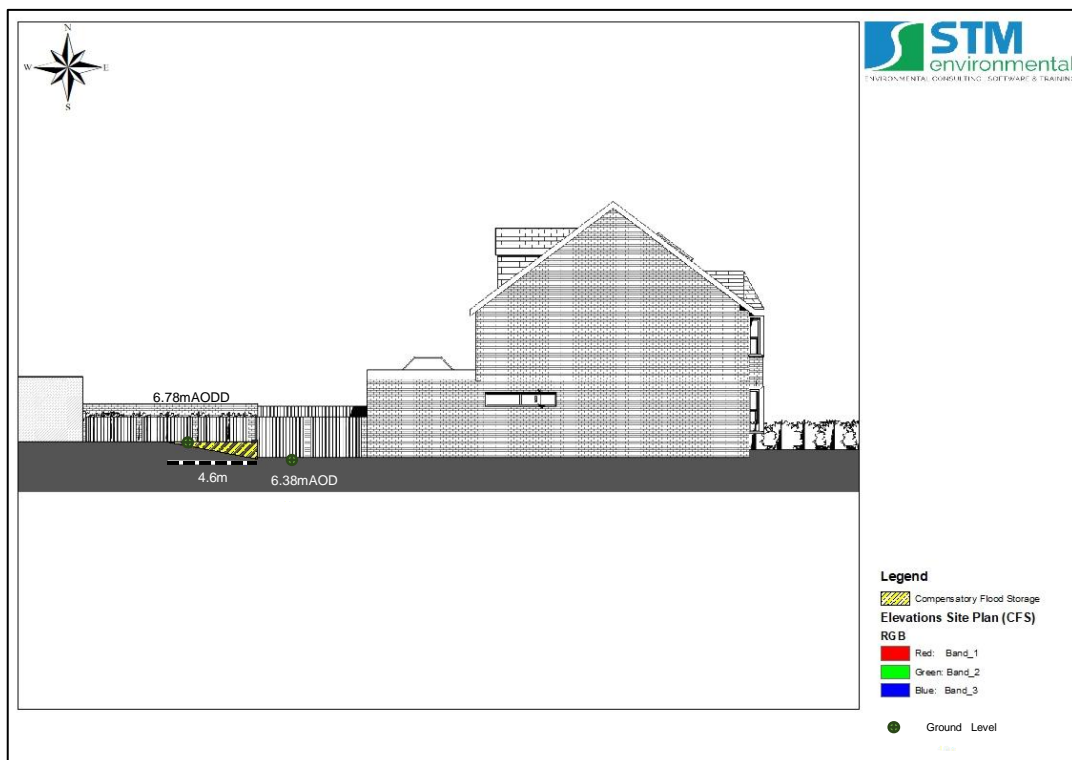 N
W E
S
STM
environmental
ENVIRONMENTAL CONSULTING, SOFTWARE & TRAINING
6.78mAODD
4.6m
6.38mAOD
Legend
Compensatory Flood Storage
Elevations Site Plan (CFS)
RGB
Red: Band_1
Green: Band_2
Blue: Band_3
Ground Level